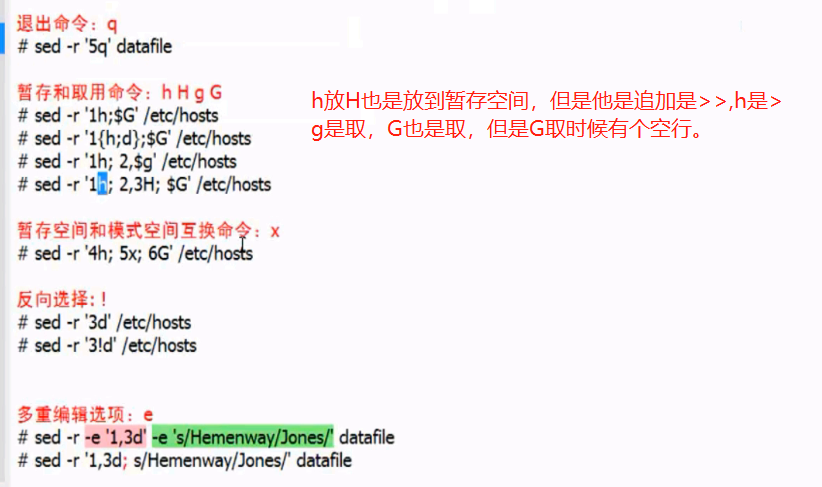 退出命令：q
# sed -r '5q' datafile
暂存和取用命令：h H g G
# sed -r '1h;$G' /etc/hosts
# sed -r '1{h;d};$G' /etc/hosts
# sed -r '1h; 2,$g' /etc/hosts
# sed -r '1h; 2,3H; $G' /etc/hosts
h放H也是放到暂存空间，但是他是追加是>>,h是>
g是取，G也是取，但是G取时候有个空行。
暂存空间和模式空间互换命令：x
# sed -r '4h; 5x; 6G' /etc/hosts
反向选择: !
# sed -r '3d' /etc/hosts
# sed -r '3!d' /etc/hosts
多重编辑选项：e
# sed -r -e '1,3d' -e 's/Hemenway/Jones/' datafile
# sed -r '1,3d; s/Hemenway/Jones/' datafile